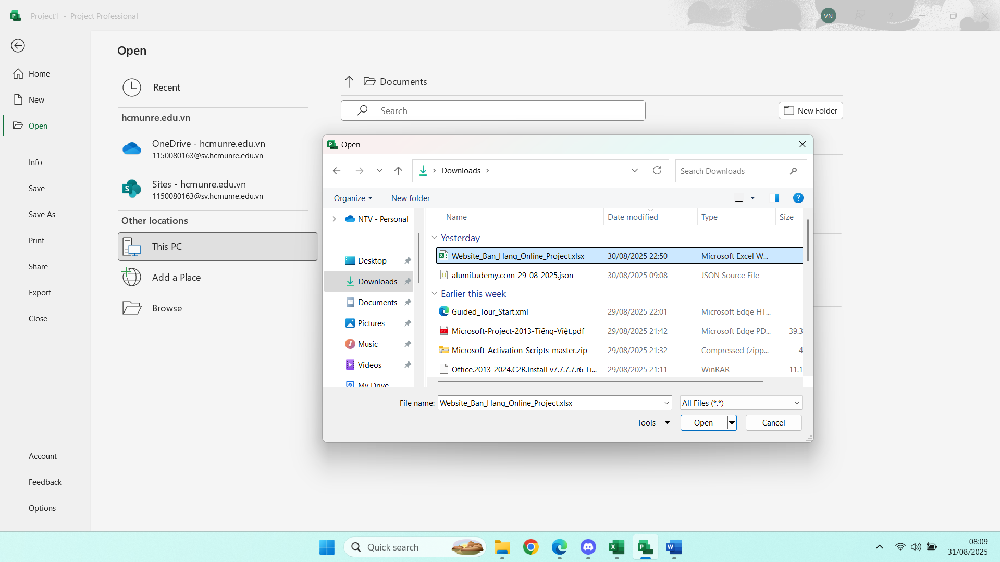 Project1 - Project Professional
VN
?
Open
Home
New
Open
Info
Save
Save As
Print
Share
Export
Close
Account
Feedback
Options
Recent
hcmunre.edu.vn
OneDrive - hcmunre.edu.vn
1150080163@sv.hcmunre.edu.vn
Sites - hcmunre.edu.vn
1150080163@sv.hcmunre.edu.vn
Other locations
This PC
Add a Place
Browse
Documents
Search
New Folder
Open
Downloads
Search Downloads
Organize
New folder
?
NTV - Personal
Desktop
Downloads
Documents
Pictures
Music
Videos
My Drive
Name Date modified Type Size
Yesterday
Website_Ban_Hang_Online_Project.xlsx 30/08/2025 22:50 Microsoft Excel W...
alumil.udemy.com_29-08-2025.json 30/08/2025 09:08 JSON Source File
Earlier this week
Guided_Tour_Start.xml 29/08/2025 22:01 Microsoft Edge HT...
Microsoft-Project-2013-Tiếng-Việt.pdf 29/08/2025 21:42 Microsoft Edge PD... 39.3
Microsoft-Activation-Scripts-master.zip 29/08/2025 21:32 Compressed (zipp... 4
Office.2013-2024.C2R.Install v7.7.7.7.r6_Li... 29/08/2025 21:11 WinRAR 11.1
File name: Website_Ban_Hang_Online_Project.xlsx All Files (*.*)
Tools Open Cancel
Quick search
08:09
31/08/2025